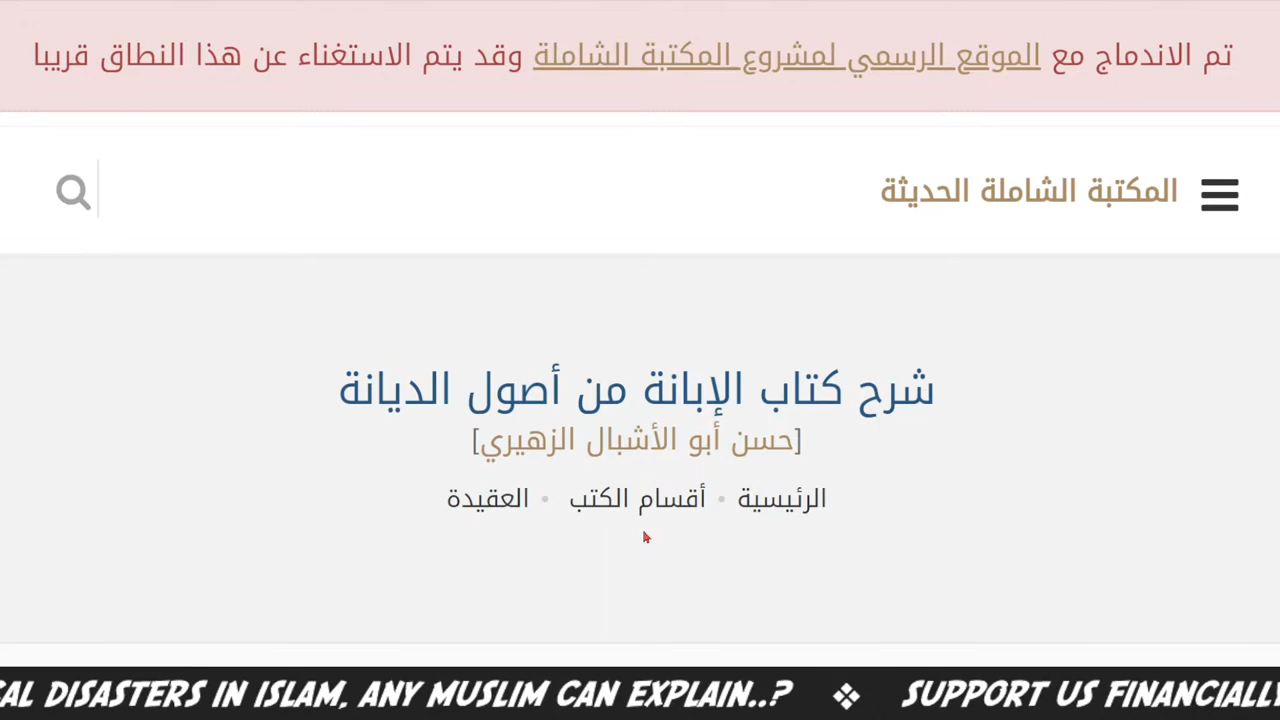 تم الاندماج مع الموقع الرسمي لمشروع المكتبة الشاملة وقد يتم الاستغناء عن هذا النطاق قريبا
المكتبة الشاملة الحديثة
شرح كتاب الإبانة من أصول الديانة
[حسن أبو الأشبال الزهيري]
الرئيسية • أقسام الكتب • العقيدة
DISASTERS IN ISLAM, ANY MUSLIM CAN EXPLAIN..? ❖ SUPPORT US FINANCIALLY